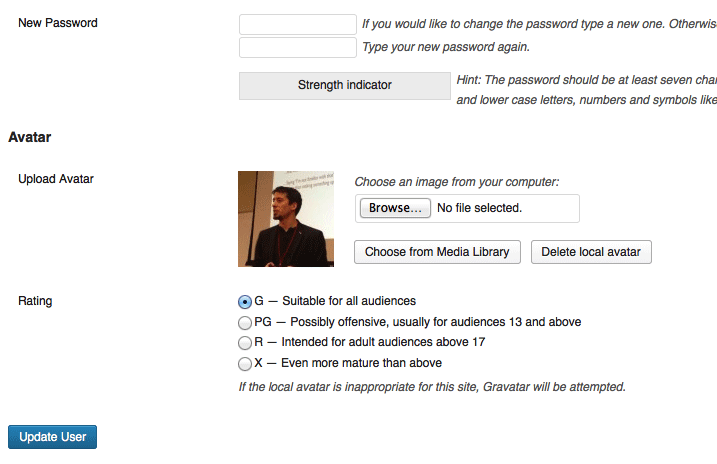 New Password
If you would like to change the password type a new one. Otherwis
Type your new password again.
Strength indicator
Hint: The password should be at least seven char
and lower case letters, numbers and symbols like
Avatar
Upload Avatar
Choose an image from your computer:
Browse... No file selected.
Choose from Media Library Delete local avatar
Rating
G — Suitable for all audiences
PG — Possibly offensive, usually for audiences 13 and above
R — Intended for adult audiences above 17
X — Even more mature than above
If the local avatar is inappropriate for this site, Gravatar will be attempted.
Update User